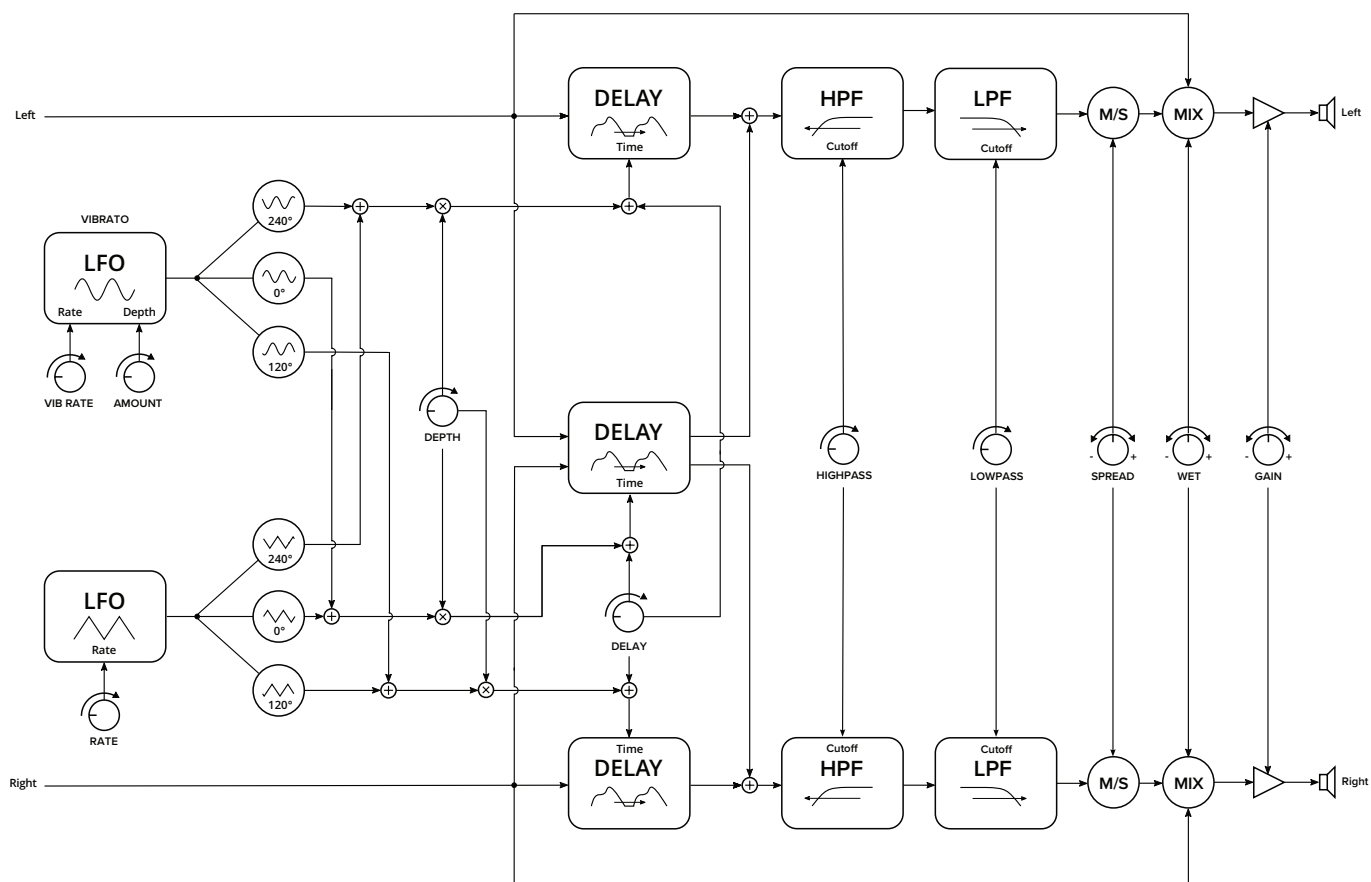 DELAY
Time
HPF
Cutoff
LPF
Cutoff
Left
M/S
MIX
Left
VIBRATO
240°
LFO
Rate
Depth
0°
120°
VIB RATE
AMOUNT
DEPTH
DELAY
Time
HIGHPASS
LOWPASS
- +
SPREAD
- +
WET
- +
GAIN
240°
LFO
Rate
0°
120°
RATE
DELAY
Right
Time
DELAY
Cutoff
HPF
Cutoff
LPF
M/S
MIX
Right